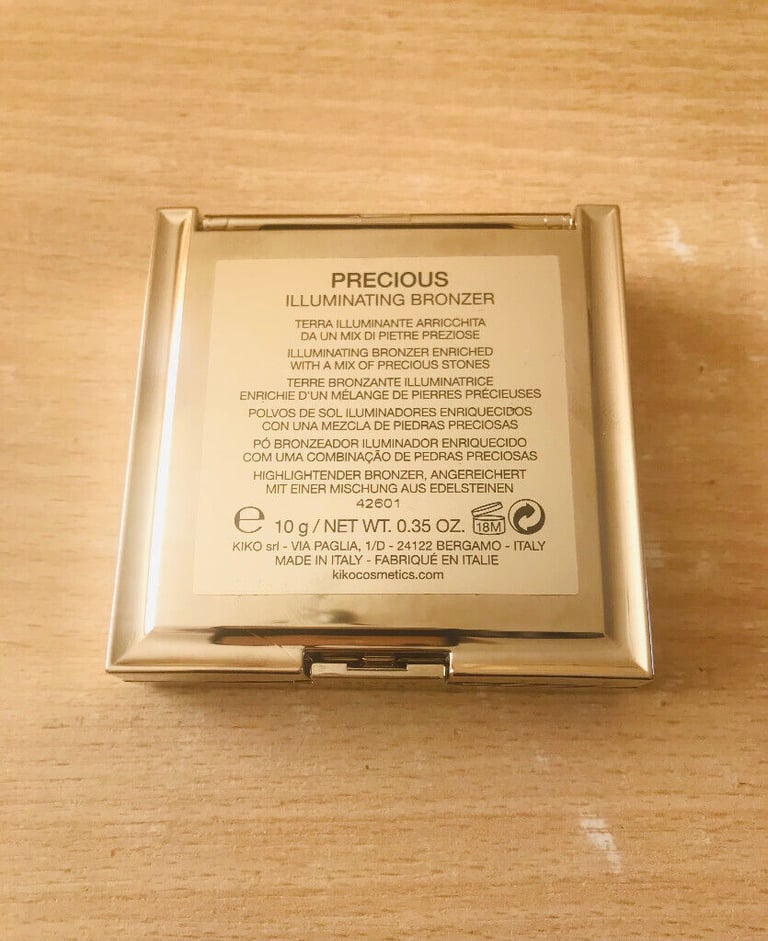 PRECIOUS
ILLUMINATING BRONZER
TERRA ILLUMINANTE ARRICCHITA
DA UN MIX DI PIETRE PREZIOSE
ILLUMINATING BRONZER ENRICHED
WITH A MIX OF PRECIOUS STONES
TERRE BRONZANTE ILLUMINATRICE
ENRICHIE D'UN MÉLANGE DE PIERRES PRÉCIEUSES
POLVOS DE SOL ILUMINADORES ENRIQUECIDOS
CON UNA MEZCLA DE PIEDRAS PRECIOSAS
PÓ BRONZEADOR ILUMINADOR ENRIQUECIDO
COM UMA COMBINAÇÃO DE PEDRAS PRECIOSAS
HIGHLIGHTENDER BRONZER, ANGEREICHERT
MIT EINER MISCHUNG AUS EDELSTEINEN
42601
℮ 10 g / NET WT. 0.35 OZ. 18M
KIKO srl - VIA PAGLIA, 1/D - 24122 BERGAMO - ITALY
MADE IN ITALY - FABRIQUÉ EN ITALIE
kikocosmetics.com